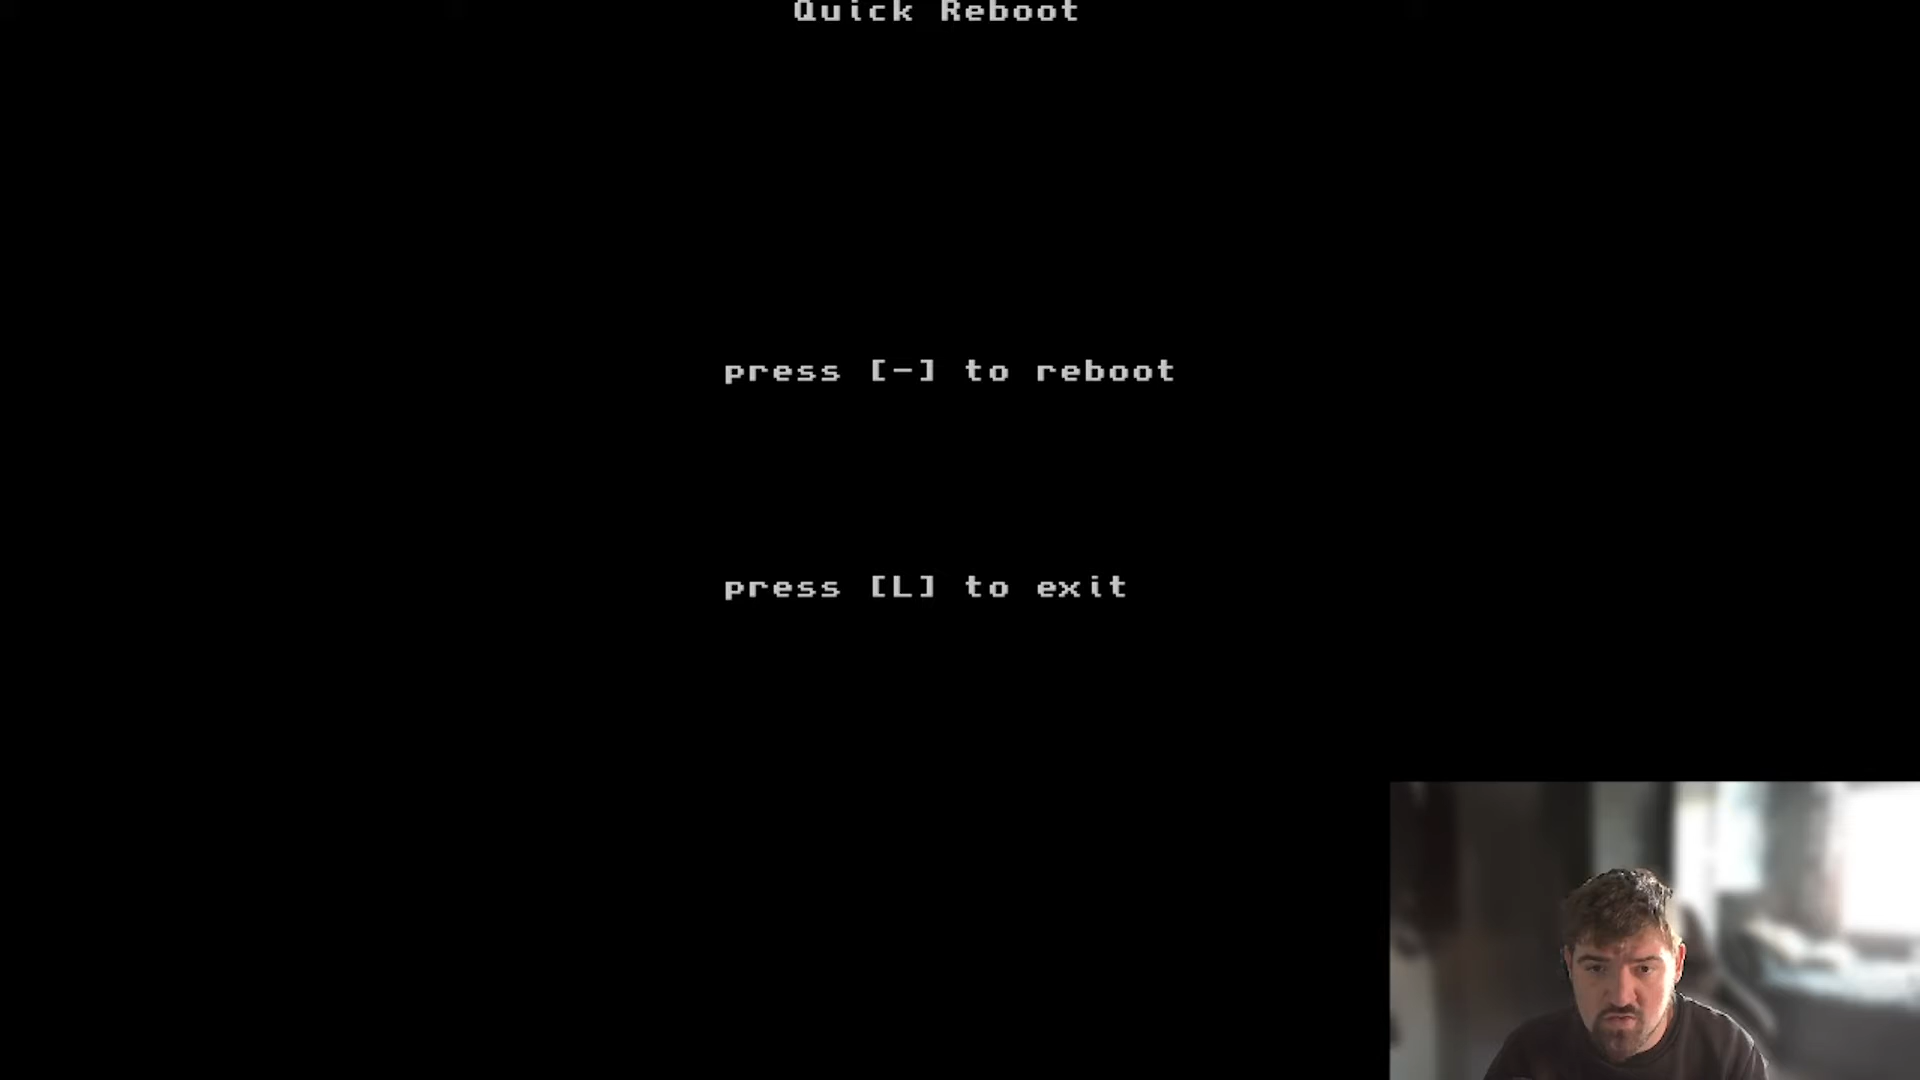 Quick Reboot
press [-] to reboot
press [L] to exit